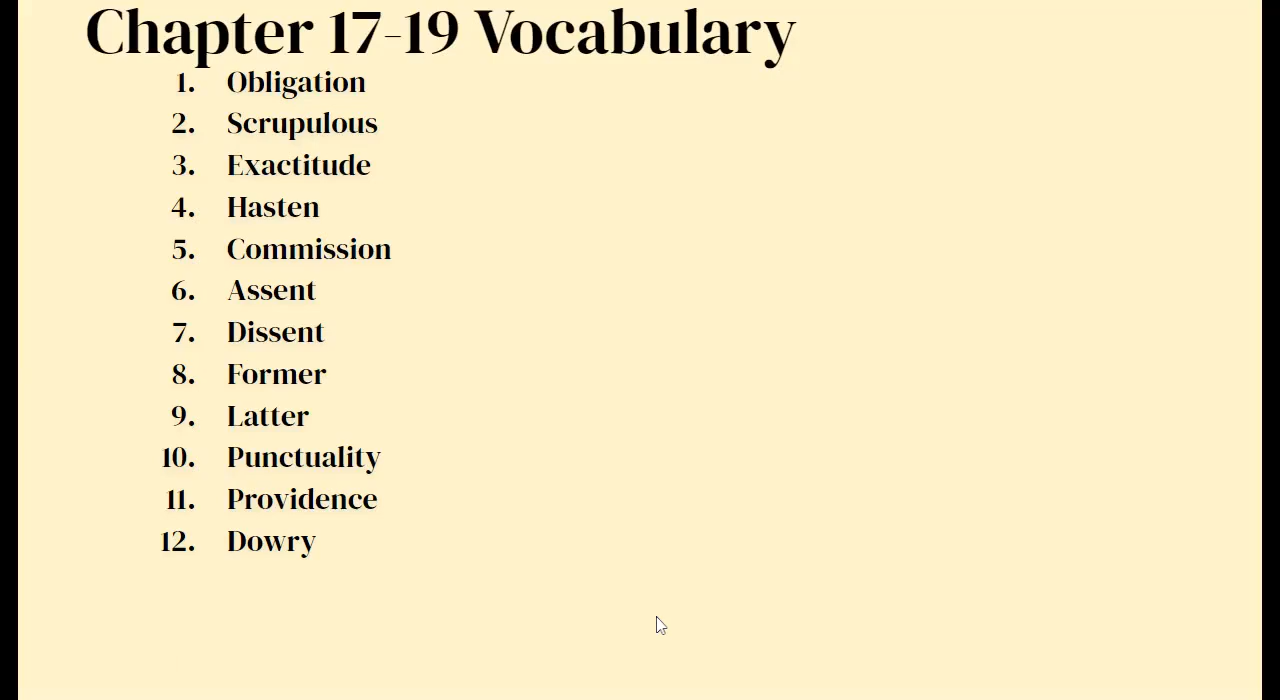 Chapter 17-19 Vocabulary
1. Obligation
2. Scrupulous
3. Exactitude
4. Hasten
5. Commission
6. Assent
7. Dissent
8. Former
9. Latter
10. Punctuality
11. Providence
12. Dowry